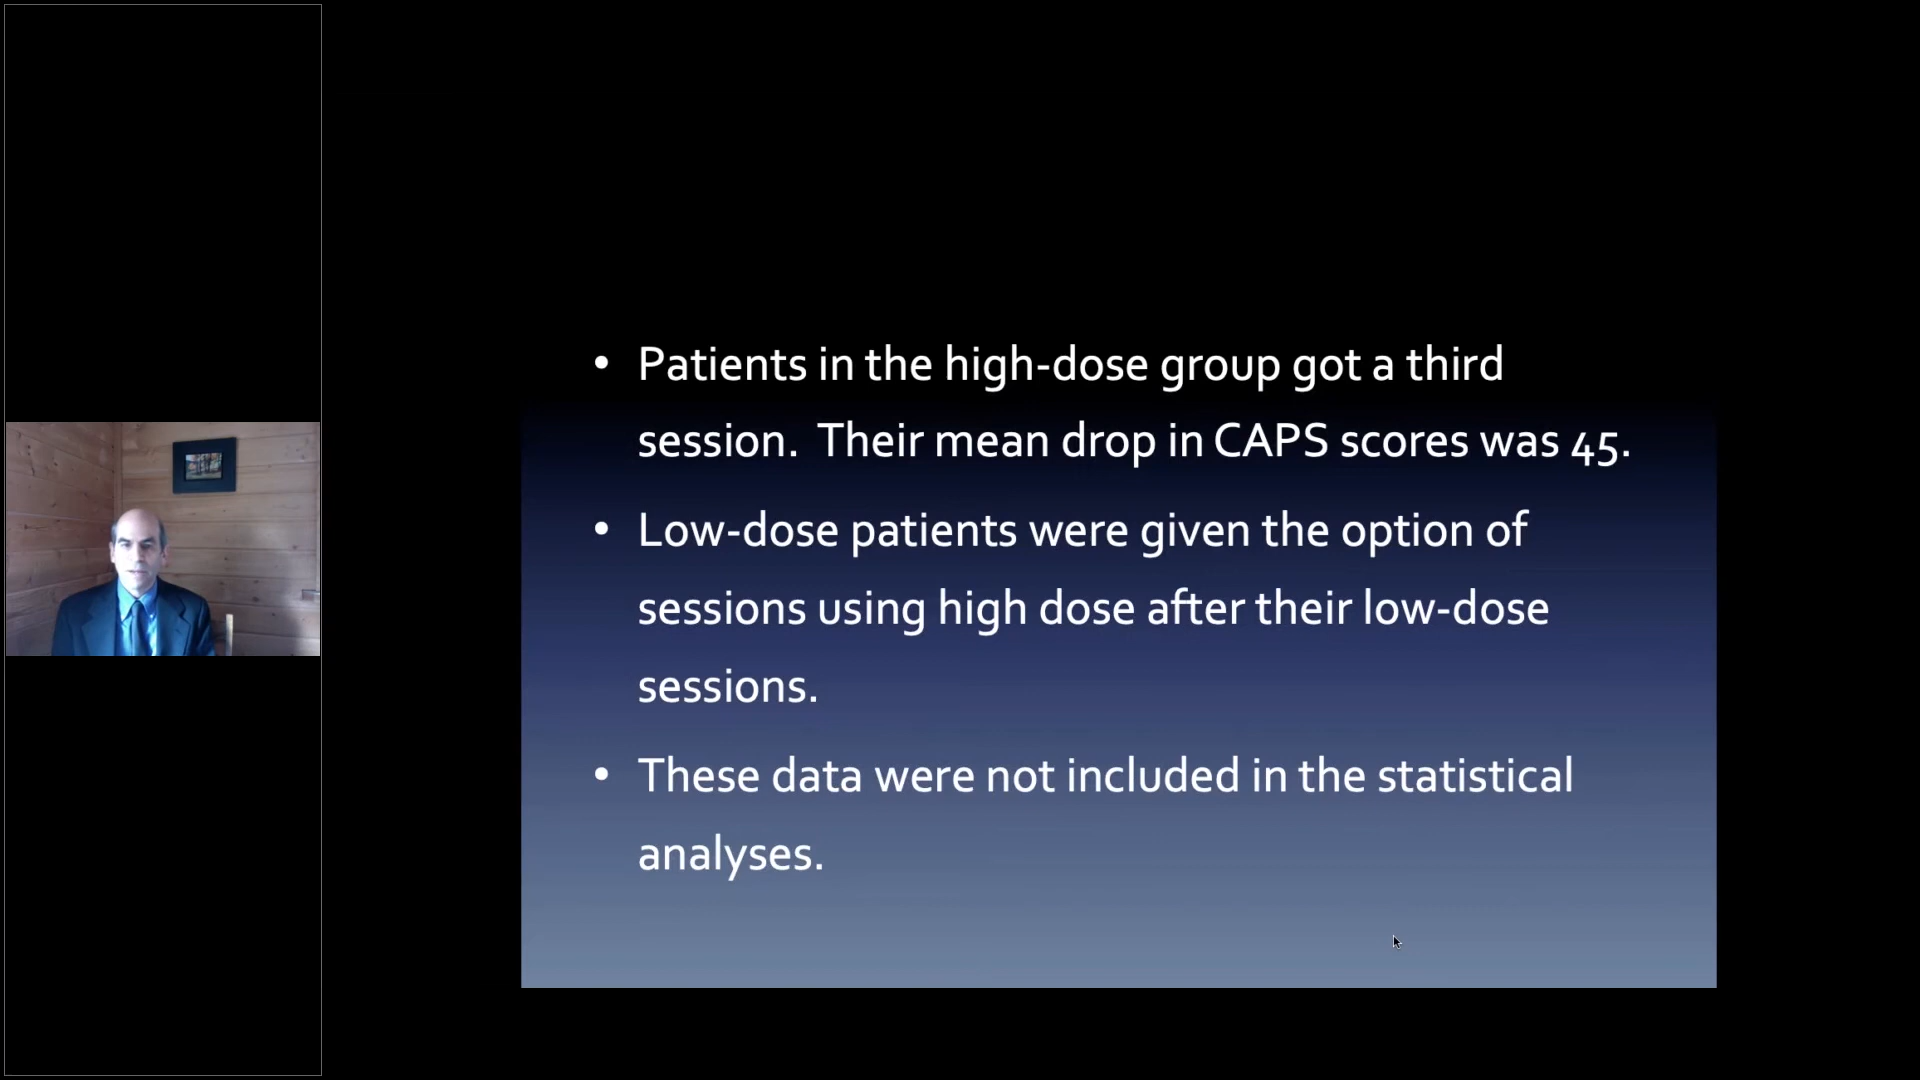 • Patients in the high-dose group got a third
session.  Their mean drop in CAPS scores was 45.
• Low-dose patients were given the option of
sessions using high dose after their low-dose
sessions.
• These data were not included in the statistical
analyses.